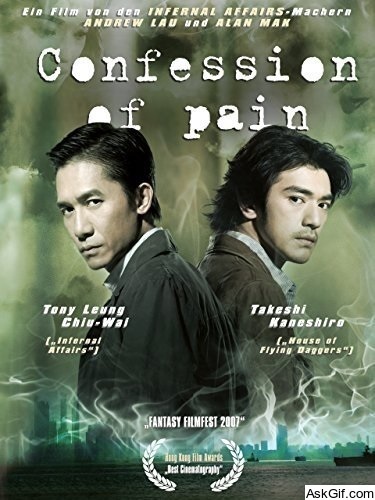 Ein Film von den INFERNAL AFFAIRS-Machern
ANDREW LAU und ALAN MAK
Confession
of pain
Tony Leung
Chiu-Wai
(„Infernal
Affairs")
Takeshi
Kaneshiro
(„House of
Flying Daggers")
„FANTASY FILMFEST 2007"
Hong Kong Film Awards
„Best Cinematography"
AskGif.com